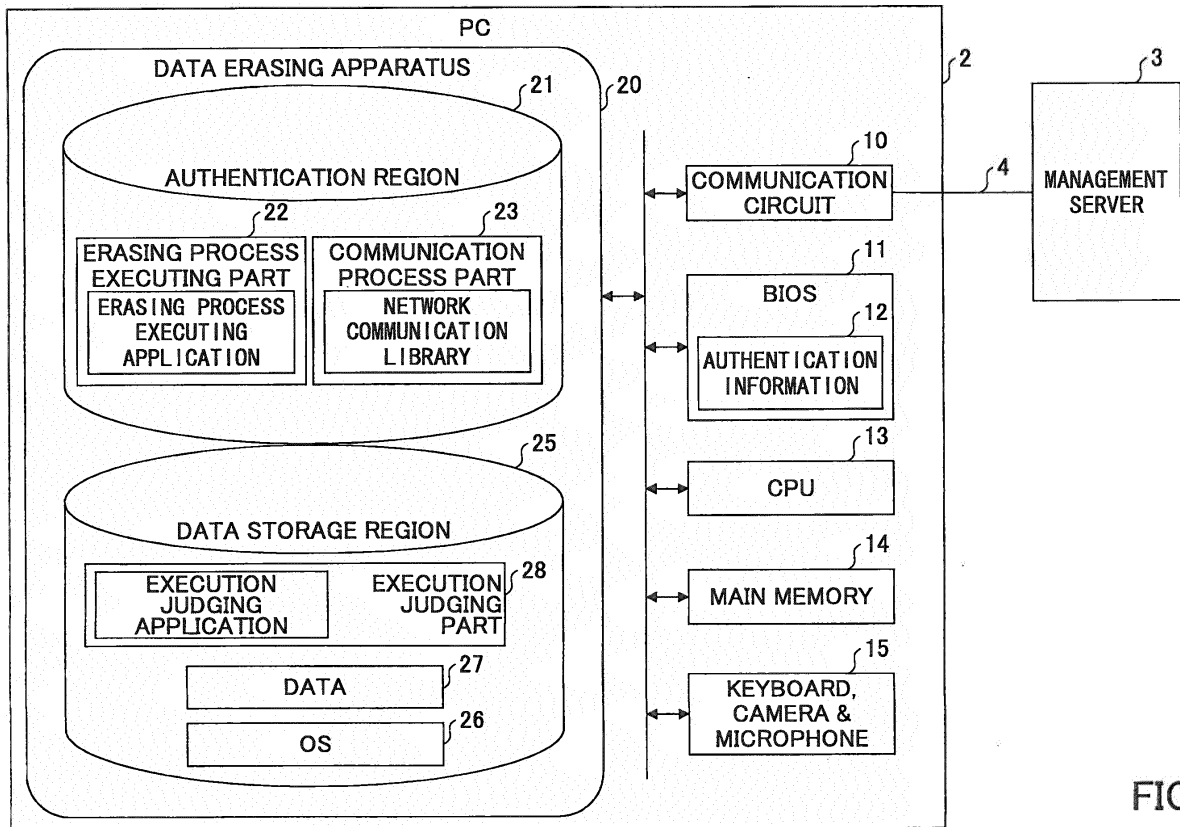 PC
DATA ERASING APPARATUS
20
21
AUTHENTICATION REGION
22
ERASING PROCESS
EXECUTING PART
ERASING PROCESS
EXECUTING
APPLICATION
23
COMMUNICATION
PROCESS PART
NETWORK
COMMUNICATION
LIBRARY
25
DATA STORAGE REGION
EXECUTION
JUDGING
APPLICATION
EXECUTION
JUDGING
PART
28
DATA
27
OS
26
10
COMMUNICATION
CIRCUIT
11
BIOS
12
AUTHENTICATION
INFORMATION
13
CPU
14
MAIN MEMORY
15
KEYBOARD,
CAMERA &
MICROPHONE
2
4
3
MANAGEMENT
SERVER
FIG